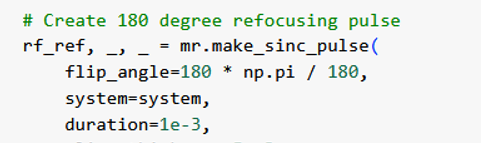 # Create 180 degree refocusing pulse
rf_ref, _, _ = mr.make_sinc_pulse(
flip_angle=180 * np.pi / 180,
system=system,
duration=1e-3,